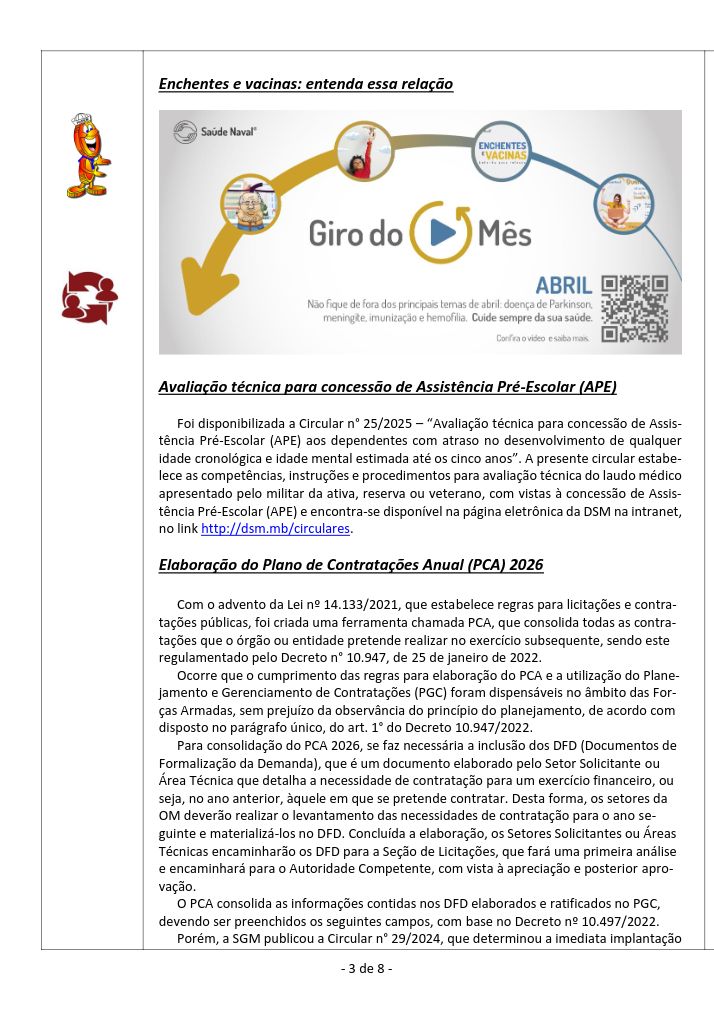 Enchentes e vacinas: entenda essa relação
Saúde Naval®
ENCHENTES
E VACINAS
Giro do Mês
ABRIL
Não fique de fora dos principais temas de abril: doença de Parkinson,
meningite, imunização e hemofilia. Cuide sempre da sua saúde.
Confira o vídeo e saiba mais.
Avaliação técnica para concessão de Assistência Pré-Escolar (APE)
Foi disponibilizada a Circular n° 25/2025 – “Avaliação técnica para concessão de Assis-
tência Pré-Escolar (APE) aos dependentes com atraso no desenvolvimento de qualquer
idade cronológica e idade mental estimada até os cinco anos”. A presente circular estabe-
lece as competências, instruções e procedimentos para avaliação técnica do laudo médico
apresentado pelo militar da ativa, reserva ou veterano, com vistas à concessão de Assis-
tência Pré-Escolar (APE) e encontra-se disponível na página eletrônica da DSM na intranet,
no link http://dsm.mb/circulares.
Elaboração do Plano de Contratações Anual (PCA) 2026
Com o advento da Lei nº 14.133/2021, que estabelece regras para licitações e contra-
tações públicas, foi criada uma ferramenta chamada PCA, que consolida todas as contra-
tações que o órgão ou entidade pretende realizar no exercício subsequente, sendo este
regulamentado pelo Decreto n° 10.947, de 25 de janeiro de 2022.
Ocorre que o cumprimento das regras para elaboração do PCA e a utilização do Plane-
jamento e Gerenciamento de Contratações (PGC) foram dispensáveis no âmbito das For-
ças Armadas, sem prejuízo da observância do princípio do planejamento, de acordo com
disposto no parágrafo único, do art. 1° do Decreto 10.947/2022.
Para consolidação do PCA 2026, se faz necessária a inclusão dos DFD (Documentos de
Formalização da Demanda), que é um documento elaborado pelo Setor Solicitante ou
Área Técnica que detalha a necessidade de contratação para um exercício financeiro, ou
seja, no ano anterior, àquele em que se pretende contratar. Desta forma, os setores da
OM deverão realizar o levantamento das necessidades de contratação para o ano se-
guinte e materializá-los no DFD. Concluída a elaboração, os Setores Solicitantes ou Áreas
Técnicas encaminharão os DFD para a Seção de Licitações, que fará uma primeira análise
e encaminhará para o Autoridade Competente, com vista à apreciação e posterior apro-
vação.
O PCA consolida as informações contidas nos DFD elaborados e ratificados no PGC,
devendo ser preenchidos os seguintes campos, com base no Decreto nº 10.497/2022.
Porém, a SGM publicou a Circular n° 29/2024, que determinou a imediata implantação
- 3 de 8 -